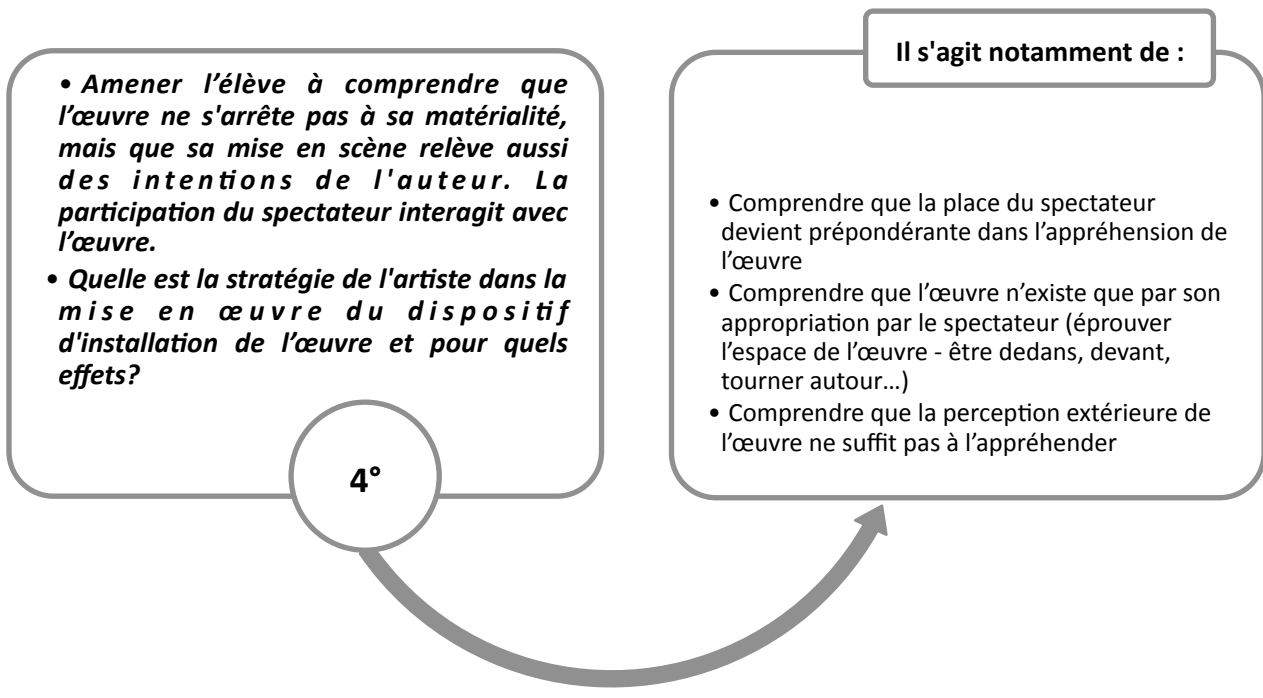 • Amener l’élève à comprendre que
l’œuvre ne s'arrête pas à sa matérialité,
mais que sa mise en scène relève aussi
des intentions de l'auteur. La
participation du spectateur interagit avec
l’œuvre.
• Quelle est la stratégie de l'artiste dans la
mise en œuvre du dispositif
d'installation de l’œuvre et pour quels
effets?
4°
Il s'agit notamment de :
• Comprendre que la place du spectateur
devient prépondérante dans l’appréhension de
l’œuvre
• Comprendre que l’œuvre n’existe que par son
appropriation par le spectateur (éprouver
l’espace de l’œuvre - être dedans, devant,
tourner autour…)
• Comprendre que la perception extérieure de
l’œuvre ne suffit pas à l’appréhender